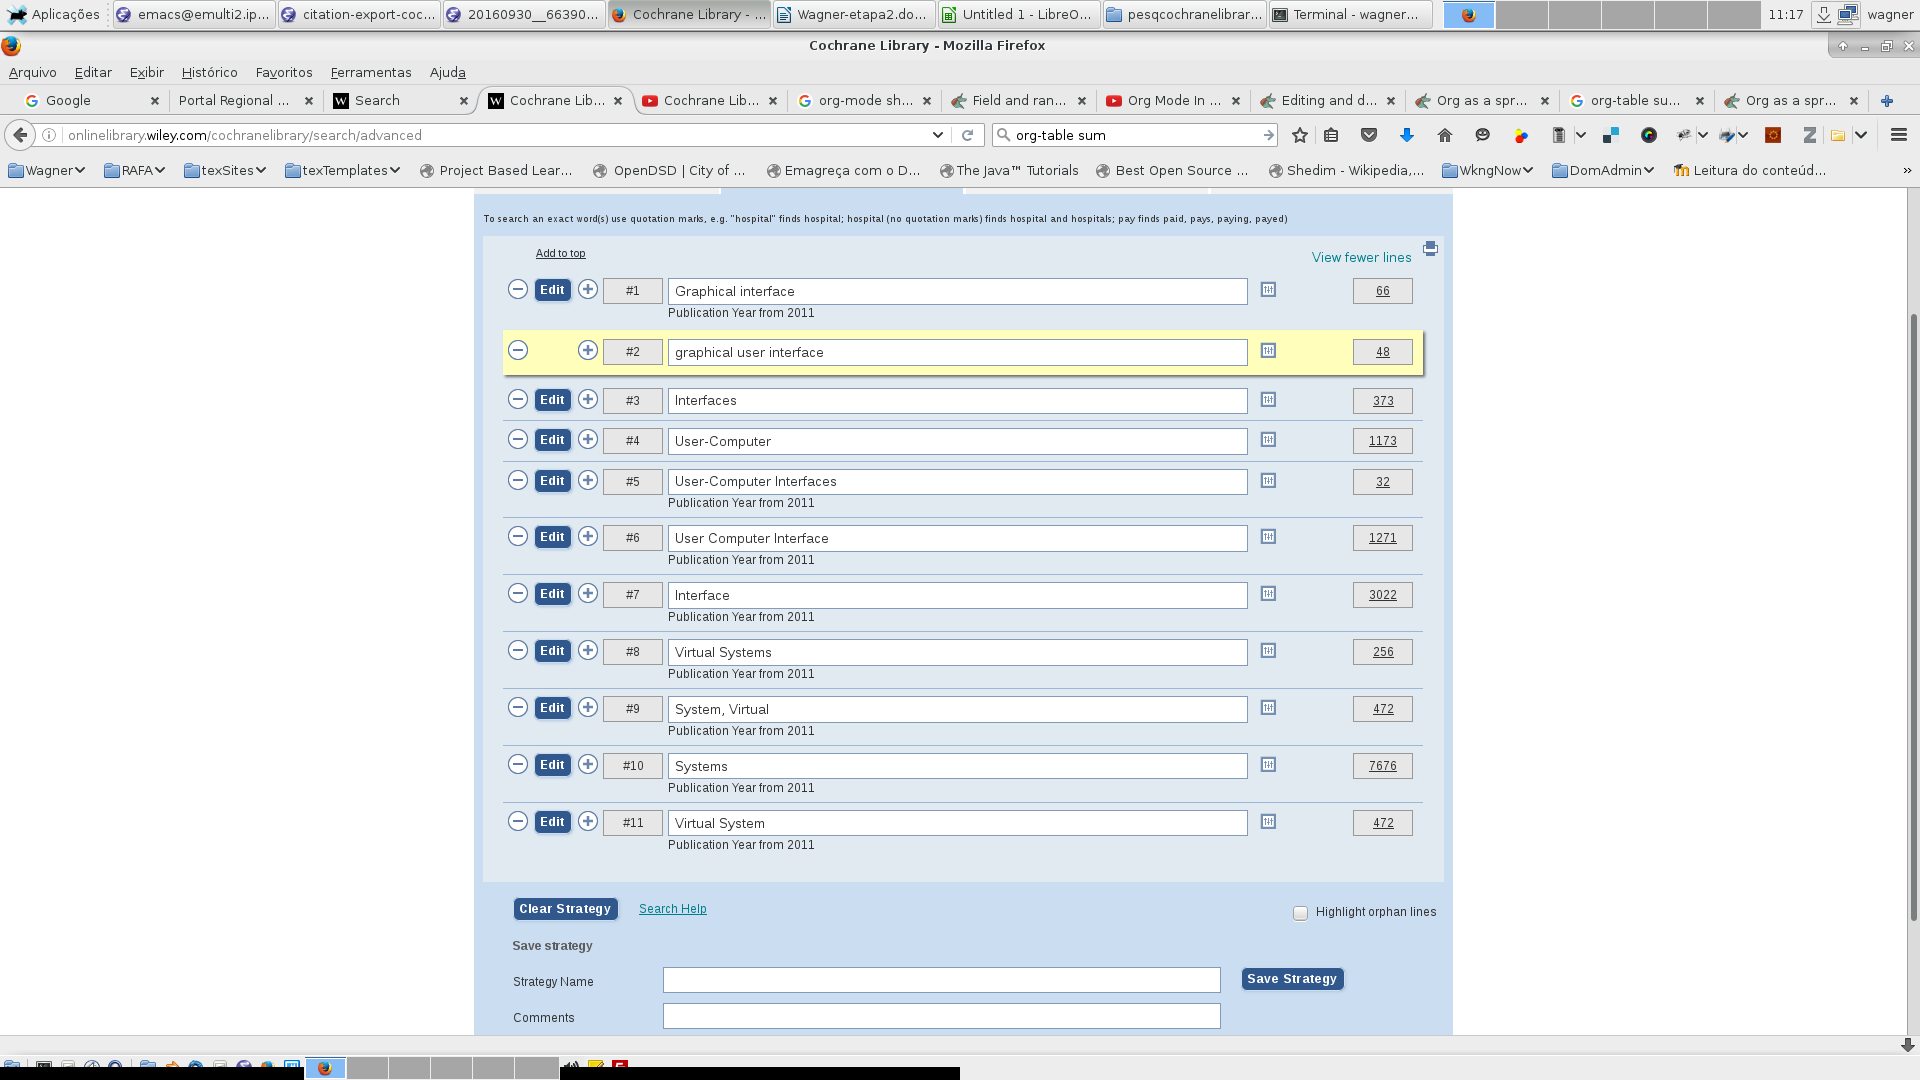 Aplicações emacs@emulti2.ip... citation-export-coc... 20160930__66390... Cochrane Library - ... Wagner-etapa2.do... Untitled 1 - LibreO... pesqcochranelibrar... Terminal - wagner... 11:17 wagner
Cochrane Library - Mozilla Firefox
Arquivo Editar Exibir Histórico Favoritos Ferramentas Ajuda
Google Portal Regional ... Search Cochrane Lib... Cochrane Lib... org-mode sh... Field and ran... Org Mode In ... Editing and d... Org as a spr... org-table su... Org as a spr...
onlinelibrary.wiley.com/cochranelibrary/search/advanced org-table sum
Wagner RAFA texSites texTemplates Project Based Lear... OpenDSD | City of ... Emagreça com o D... The Java™ Tutorials Best Open Source ... Shedim - Wikipedia,... WkngNow DomAdmin Leitura do conteúd... »
To search an exact word(s) use quotation marks, e.g. "hospital" finds hospital; hospital (no quotation marks) finds hospital and hospitals; pay finds paid, pays, paying, payed)
Add to top View fewer lines
Edit #1 Graphical interface 66
Publication Year from 2011
#2 graphical user interface 48
Edit #3 Interfaces 373
Edit #4 User-Computer 1173
Edit #5 User-Computer Interfaces 32
Publication Year from 2011
Edit #6 User Computer Interface 1271
Publication Year from 2011
Edit #7 Interface 3022
Publication Year from 2011
Edit #8 Virtual Systems 256
Publication Year from 2011
Edit #9 System, Virtual 472
Publication Year from 2011
Edit #10 Systems 7676
Publication Year from 2011
Edit #11 Virtual System 472
Publication Year from 2011
Clear Strategy Search Help Highlight orphan lines
Save strategy
Strategy Name Save Strategy
Comments